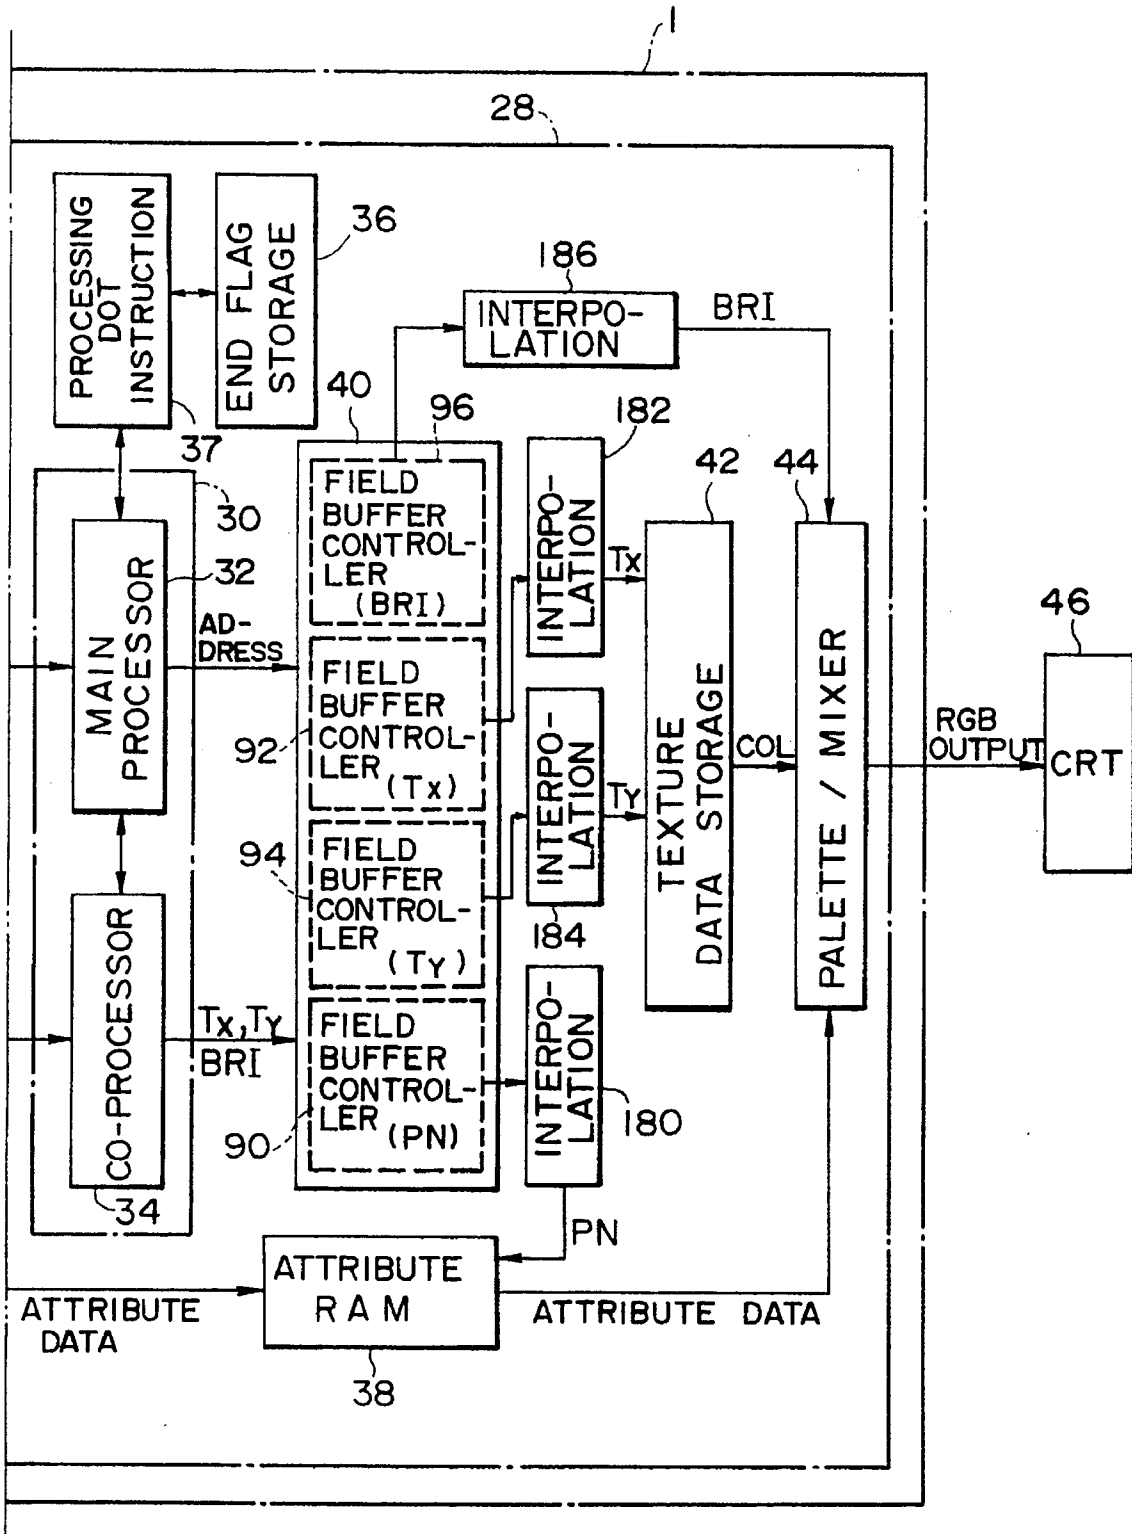 1
28
PROCESSING
DOT
INSTRUCTION
37
END FLAG
STORAGE
36
186
INTERPO-
LATION
BRI
40
96
182
42
44
30
MAIN
PROCESSOR
32
AD-
DRESS
FIELD
BUFFER
CONTROL-
LER
(BRI)
92
FIELD
BUFFER
CONTROL-
LER
(Tx)
94
FIELD
BUFFER
CONTROL-
LER
(Ty)
90
FIELD
BUFFER
CONTROL-
LER
(PN)
INTERPO-
LATION
Tx
INTERPO-
LATION
184
Ty
INTERPO-
LATION
180
PN
TEXTURE
DATA STORAGE
COL
PALETTE / MIXER
RGB
OUTPUT
46
CRT
CO-PROCESSOR
34
Tx,Ty
BRI
ATTRIBUTE
DATA
ATTRIBUTE
RAM
38
ATTRIBUTE DATA